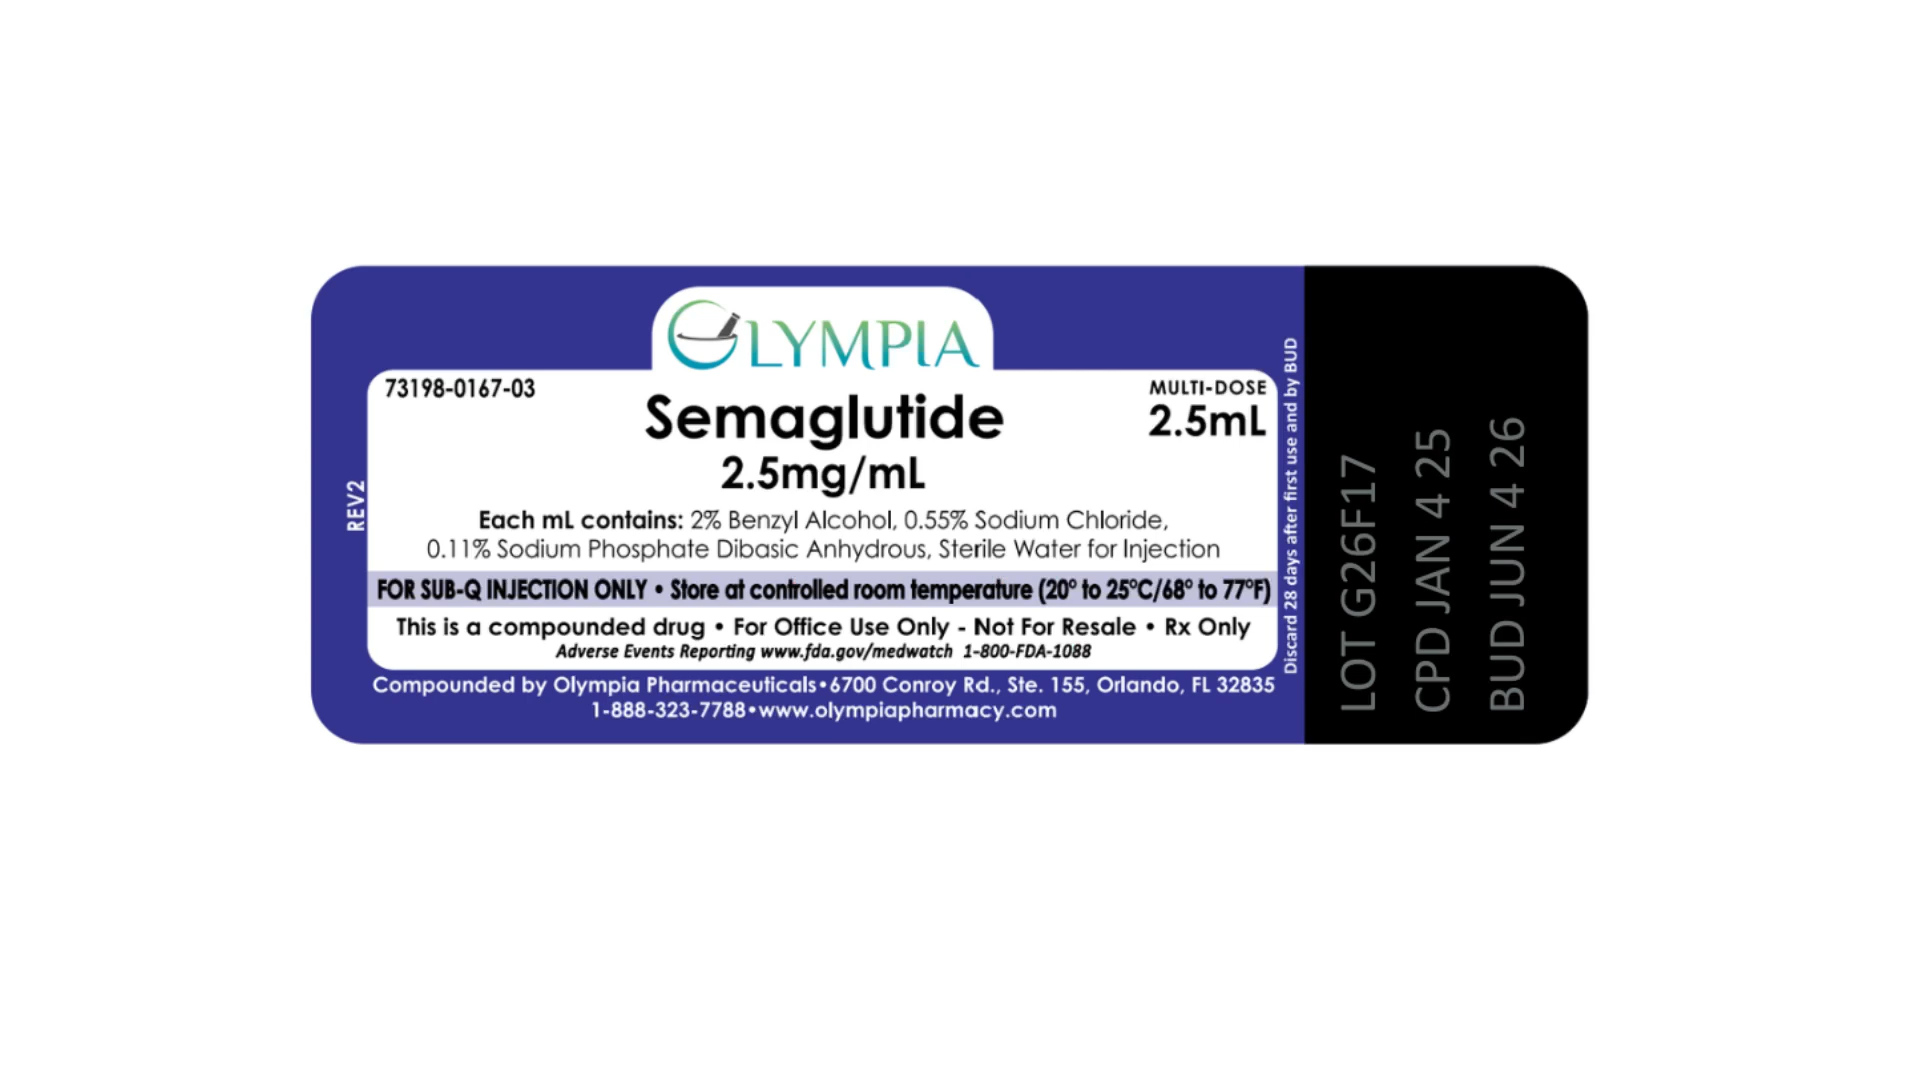 OLYMPIA
73198-0167-03
MULTI-DOSE
2.5mL
Semaglutide
2.5mg/mL
Each mL contains: 2% Benzyl Alcohol, 0.55% Sodium Chloride,
0.11% Sodium Phosphate Dibasic Anhydrous, Sterile Water for Injection
FOR SUB-Q INJECTION ONLY • Store at controlled room temperature (20° to 25°C/68° to 77°F)
This is a compounded drug • For Office Use Only - Not For Resale • Rx Only
Adverse Events Reporting www.fda.gov/medwatch 1-800-FDA-1088
Compounded by Olympia Pharmaceuticals•6700 Conroy Rd., Ste. 155, Orlando, FL 32835
1-888-323-7788•www.olympiapharmacy.com
REV2
Discard 28 days after first use and by BUD
LOT G26F17
CPD JAN 4 25
BUD JUN 4 26